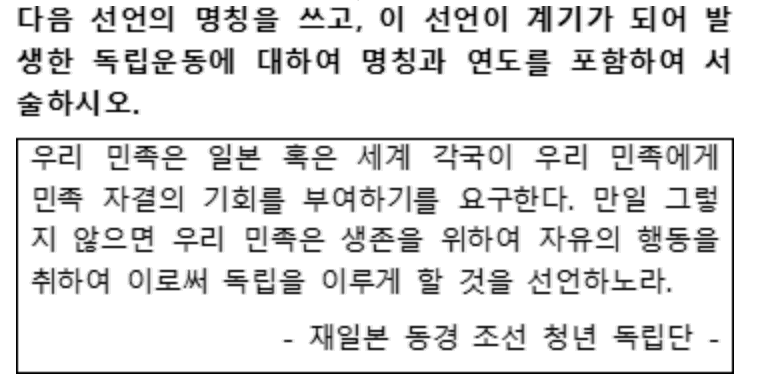 다음 선언의 명칭을 쓰고, 이 선언이 계기가 되어 발
생한 독립운동에 대하여 명칭과 연도를 포함하여 서
술하시오.
우리 민족은 일본 혹은 세계 각국이 우리 민족에게
민족 자결의 기회를 부여하기를 요구한다. 만일 그렇
지 않으면 우리 민족은 생존을 위하여 자유의 행동을
취하여 이로써 독립을 이루게 할 것을 선언하노라.
- 재일본 동경 조선 청년 독립단 -